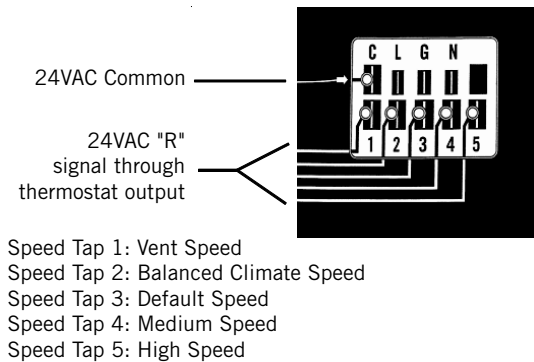 C L G N
24VAC Common
24VAC "R"
signal through
thermostat output
1 2 3 4 5
Speed Tap 1: Vent Speed
Speed Tap 2: Balanced Climate Speed
Speed Tap 3: Default Speed
Speed Tap 4: Medium Speed
Speed Tap 5: High Speed